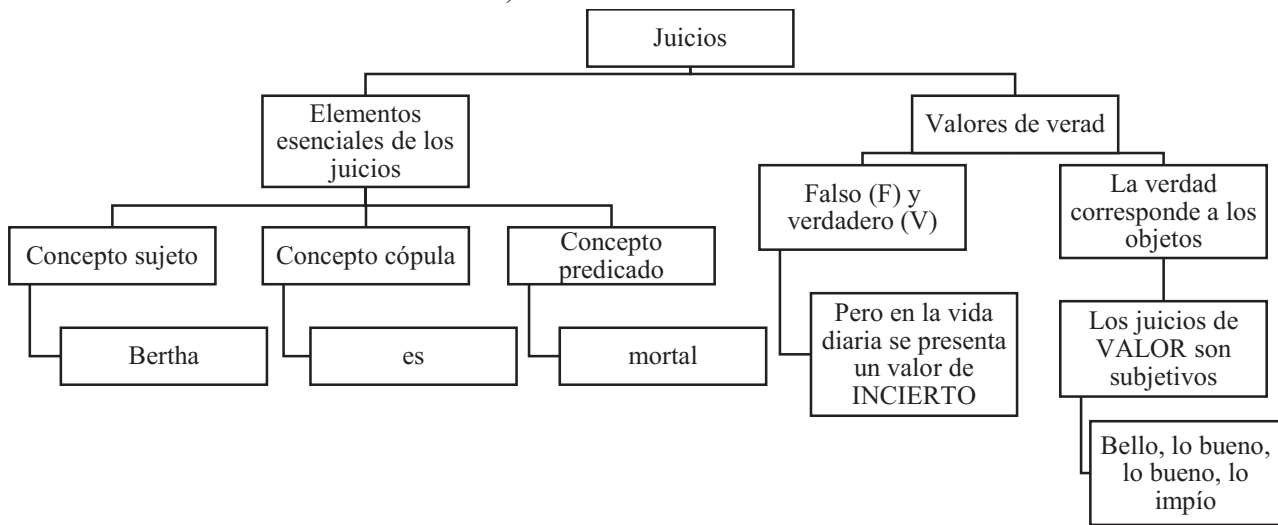 Juicios
Elementos
esenciales de los
juicios
Valores de verad
Concepto sujeto
Concepto cópula
Concepto
predicado
Falso (F) y
verdadero (V)
La verdad
corresponde a los
objetos
Bertha
es
mortal
Pero en la vida
diaria se presenta
un valor de
INCIERTO
Los juicios de
VALOR son
subjetivos
Bello, lo bueno,
lo bueno, lo
impío